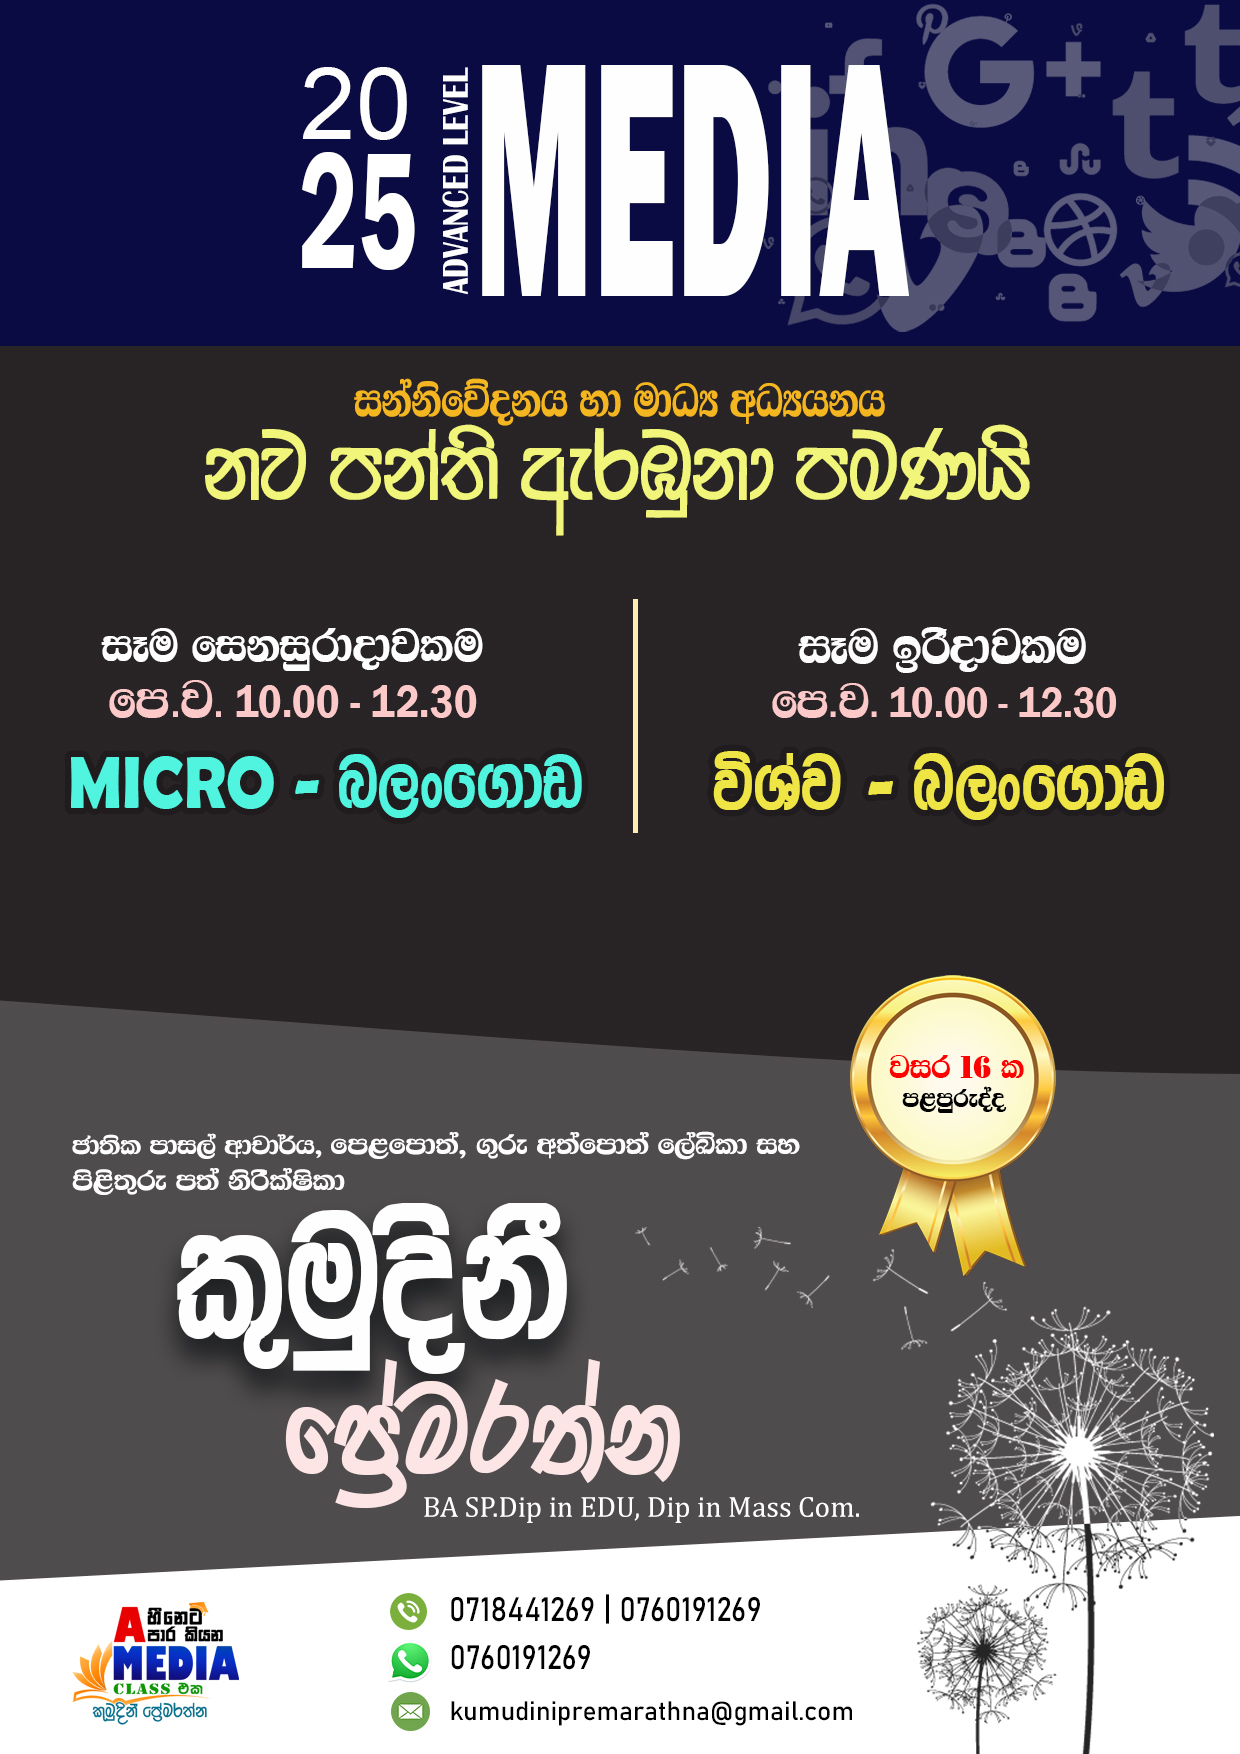 20
25
ADVANCED LEVEL
MEDIA
සන්නිවේදනය හා මාධ්‍ය අධ්‍යයනය
නව පන්ති ඇරඹුනා පමණයි
සෑම සෙනසුරාදාවකම
පෙ.ව. 10.00 - 12.30
MICRO - බලංගොඩ
සෑම ඉරිදාවකම
පෙ.ව. 10.00 - 12.30
විශ්ව - බලංගොඩ
වසර 16 ක
පළපුරුද්ද
ජාතික පාසල් ආචාර්ය, පෙළපොත්, ගුරු අත්පොත් ලේඛිකා සහ
පිළිතුරු පත් නිරීක්ෂිකා
කුමුදිනී
ප්‍රේමරත්න
BA SP.Dip in EDU, Dip in Mass Com.
A හීනෙට
පාර කියන
MEDIA
CLASS එක
කුමුදිනී ප්‍රේමරත්න
0718441269 | 0760191269
0760191269
kumudinipremarathna@gmail.com